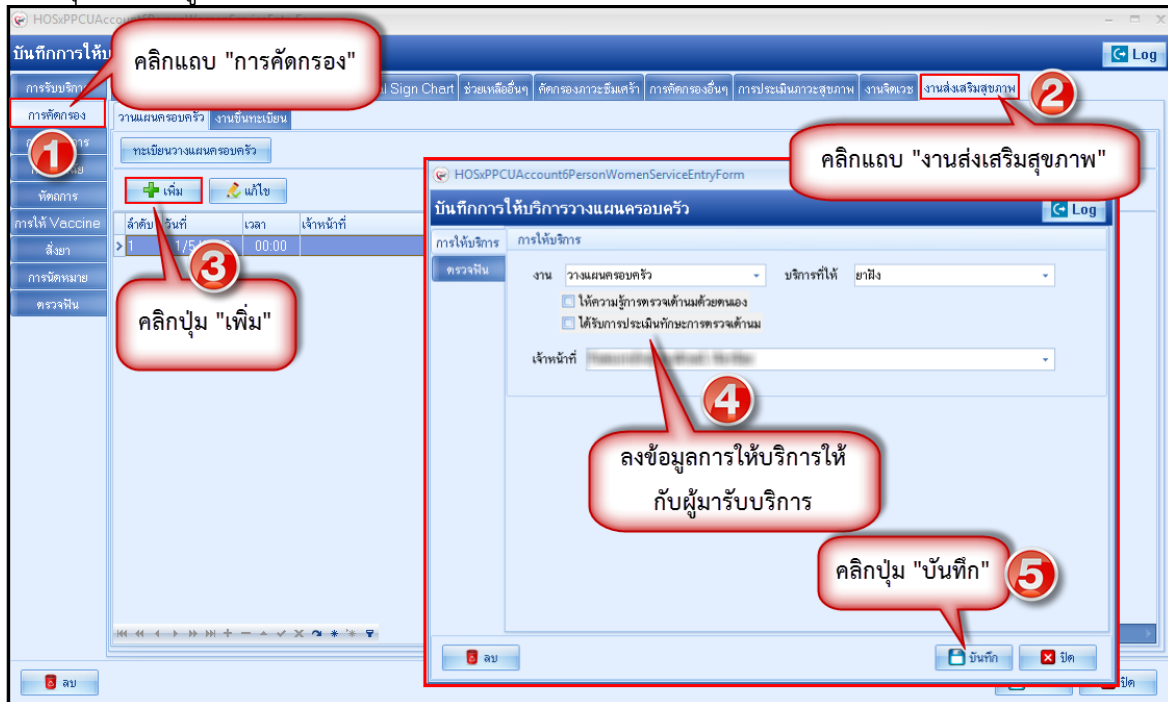 HOSxPPCUAc
บันทึกการให้บ
Log
คลิกแถบ "การคัดกรอง"
การรับบริกา
Sign Chart
ช่วยเหลืออื่นๆ
คัดกรองภาวะซึมเศร้า
การคัดกรองอื่นๆ
การประเมินภาวะสุขภาพ
งานจิตเวช
งานส่งเสริมสุขภาพ
2
การคัดกรอง
วานแผนครอบครัว
งานขึ้นทะเบียน
1
ทะเบียนวางแผนครอบครัว
คลิกแถบ "งานส่งเสริมสุขภาพ"
หัตถการ
การให้ Vaccine
สั่งยา
การนัดหมาย
ตรวจฟัน
เพิ่ม
แก้ไข
ลำดับ
วันที่
เวลา
เจ้าหน้าที่
1
00:00
3
คลิกปุ่ม "เพิ่ม"
HOSxPPCUAccount6PersonWomenServiceEntryForm
บันทึกการให้บริการวางแผนครอบครัว
Log
การให้บริการ
การให้บริการ
ตรวจฟัน
งาน วางแผนครอบครัว
บริการที่ให้ ยาฝัง
ให้ความรู้การตรวจเต้านมด้วยตนเอง
ได้รับการประเมินทักษะการตรวจเต้านม
เจ้าหน้าที่
4
ลงข้อมูลการให้บริการให้
กับผู้มารับบริการ
คลิกปุ่ม "บันทึก"
5
ลบ
บันทึก
ปิด
ลบ
ปิด